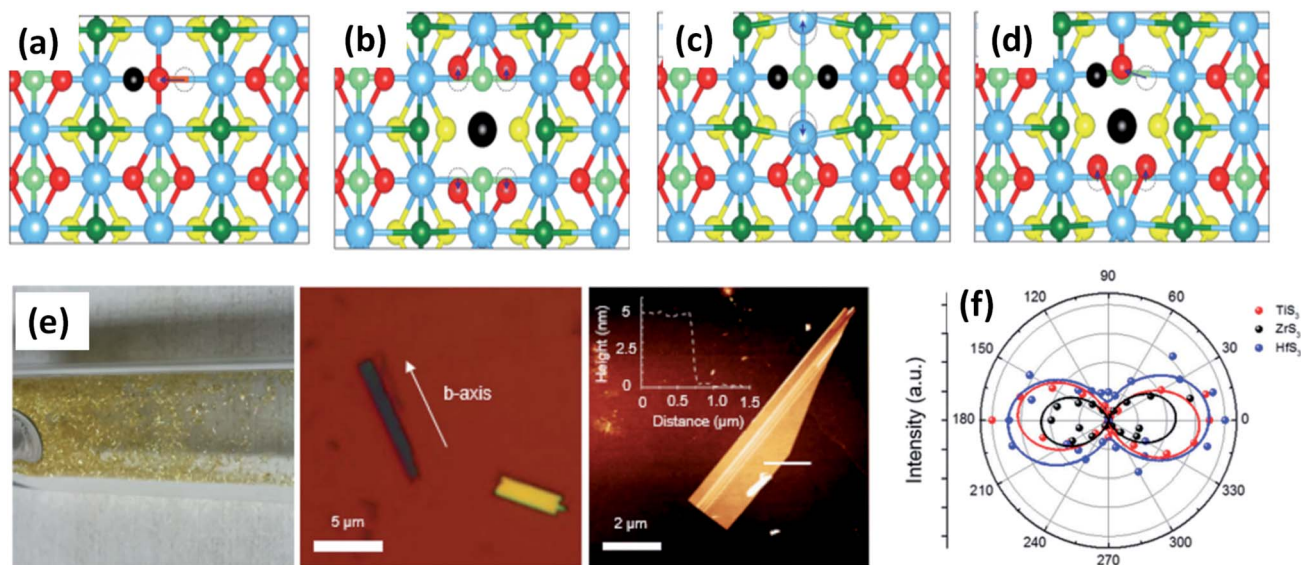 (a)
(b)
(c)
(d)
(e)
b-axis
5 µm
Height (nm)
5
2.5
0
0 0.5 1.0 1.5
Distance (µm)
2 µm
(f)
Intensity (a.u.)
90
60
30
0
330
300
270
240
210
180
150
120
TiS3
ZrS3
HfS3